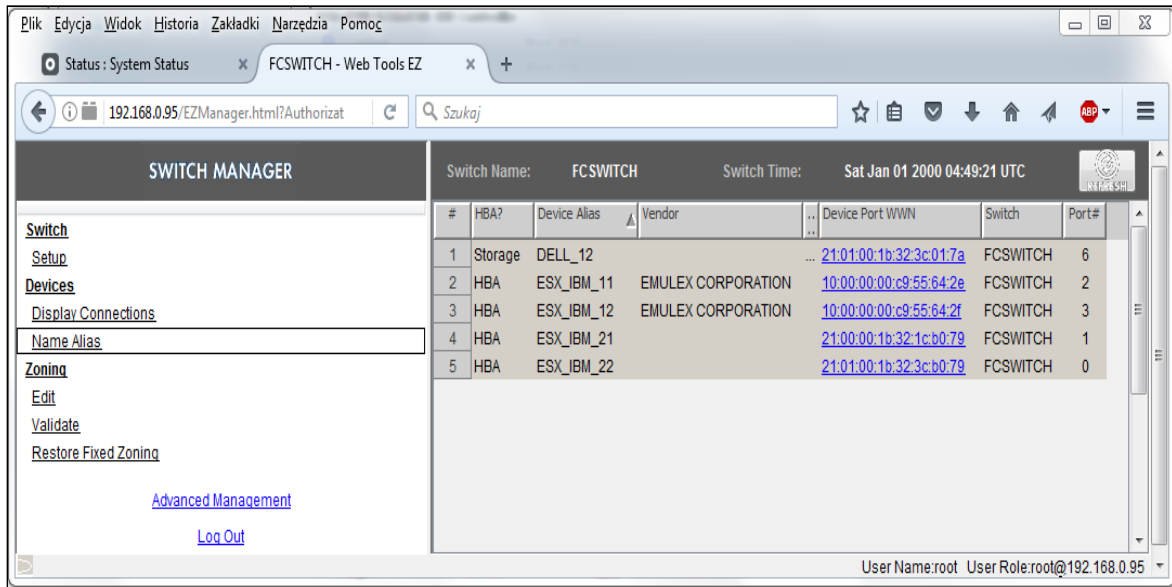 Plik Edycja Widok Historia Zakładki Narzędzia Pomoc
Status : System Status × FCSWITCH - Web Tools EZ × +
192.168.0.95/EZManager.html?Authorizat Szukaj ABP
SWITCH MANAGER
Switch
Setup
Devices
Display Connections
Name Alias
Zoning
Edit
Validate
Restore Fixed Zoning
Advanced Management
Log Out
Switch Name: FCSWITCH Switch Time: Sat Jan 01 2000 04:49:21 UTC REFRESH
# HBA? Device Alias Vendor .. Device Port WWN Switch Port#
1 Storage DELL_12 ... 21:01:00:1b:32:3c:01:7a FCSWITCH 6
2 HBA ESX_IBM_11 EMULEX CORPORATION 10:00:00:00:c9:55:64:2e FCSWITCH 2
3 HBA ESX_IBM_12 EMULEX CORPORATION 10:00:00:00:c9:55:64:2f FCSWITCH 3
4 HBA ESX_IBM_21 21:00:00:1b:32:1c:b0:79 FCSWITCH 1
5 HBA ESX_IBM_22 21:01:00:1b:32:3c:b0:79 FCSWITCH 0
User Name:root User Role:root@192.168.0.95